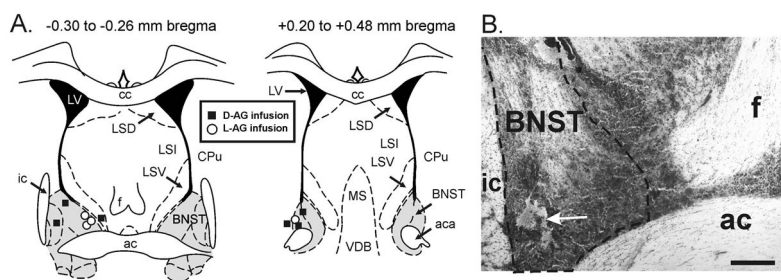 A.
-0.30 to -0.26 mm bregma
+0.20 to +0.48 mm bregma
cc
LV
LSD
LSI
LSV
CPu
ic
f
BNST
ac
D-AG infusion
L-AG infusion
cc
LV
LSD
LSI
LSV
CPu
MS
BNST
aca
VDB
B.
BNST
f
ic
ac